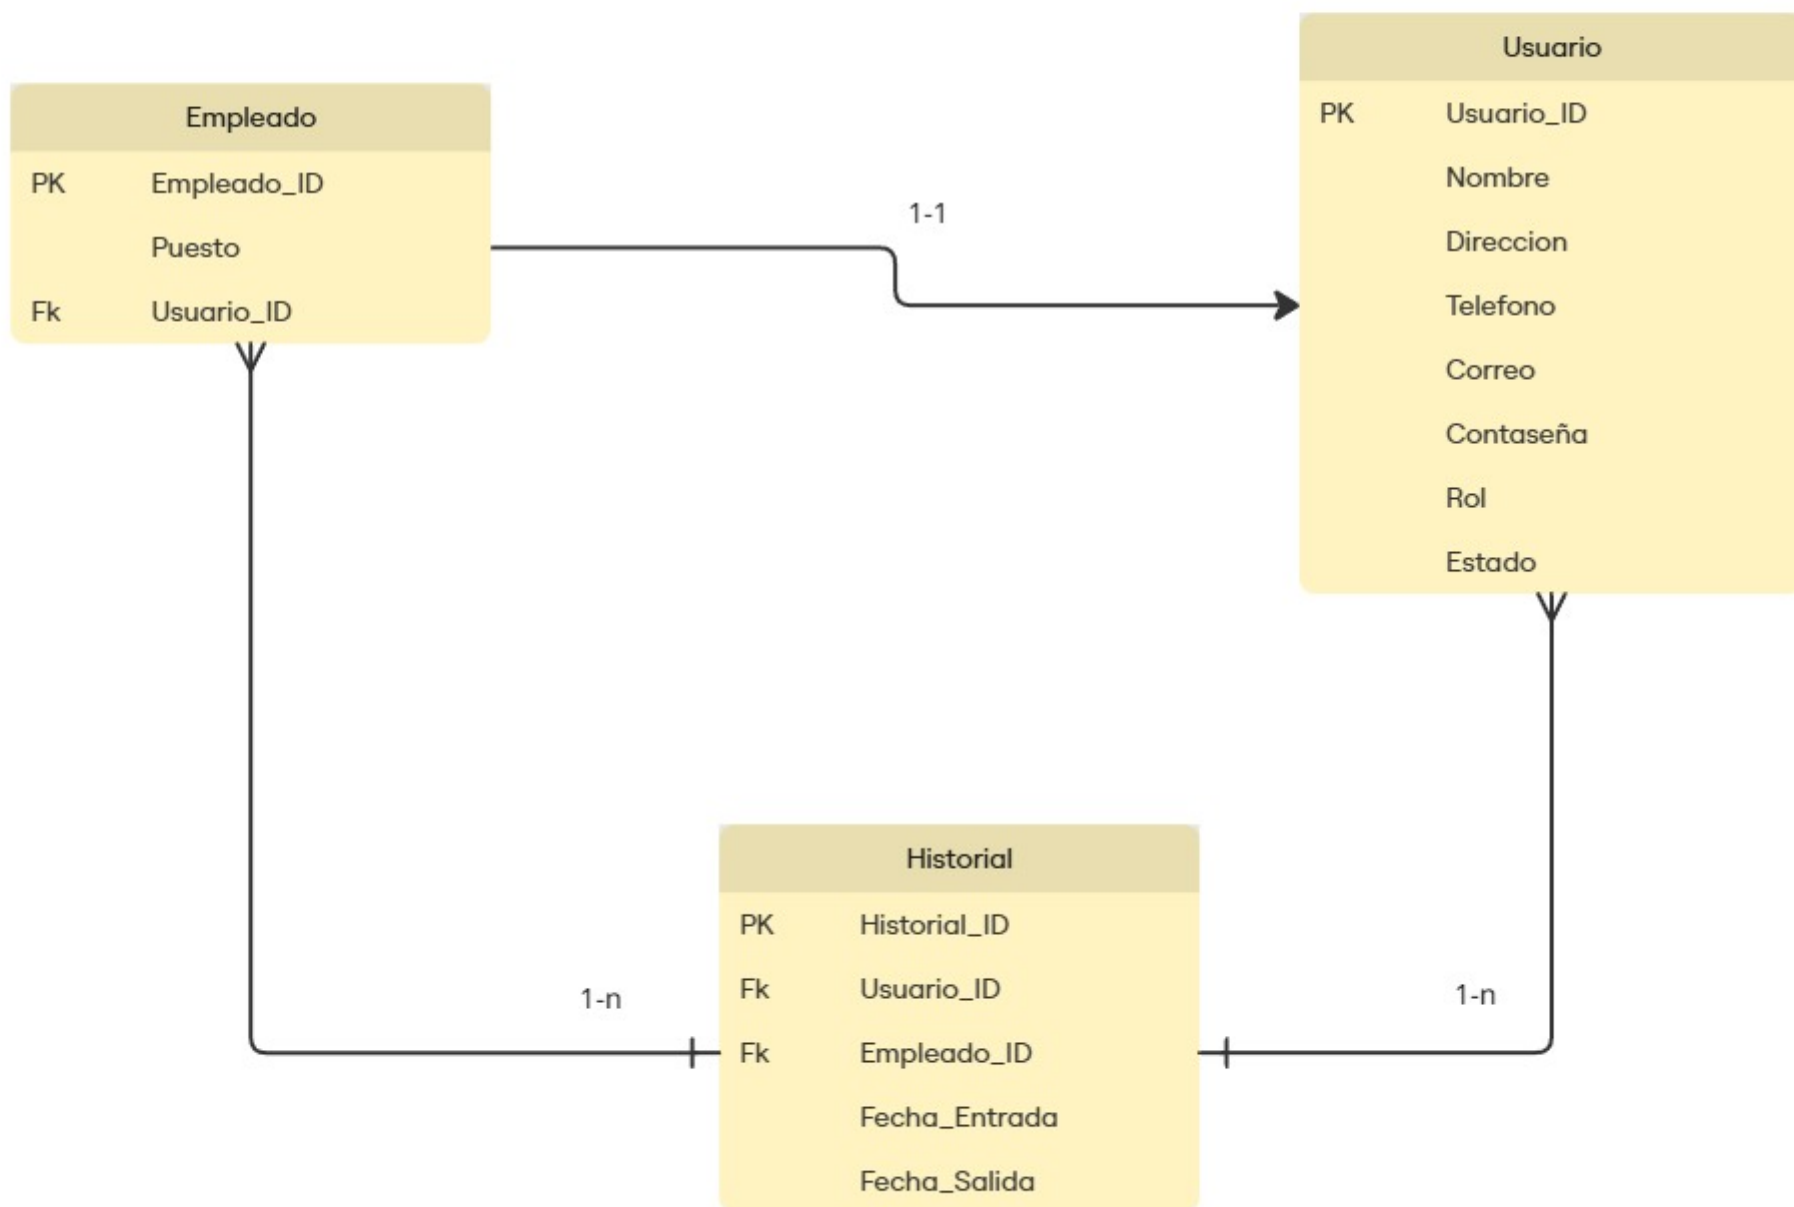 Empleado
PK Empleado_ID
Puesto
Fk Usuario_ID
1-1
Usuario
PK Usuario_ID
Nombre
Direccion
Telefono
Correo
Contaseña
Rol
Estado
Historial
PK Historial_ID
Fk Usuario_ID
Fk Empleado_ID
Fecha_Entrada
Fecha_Salida
1-n
1-n